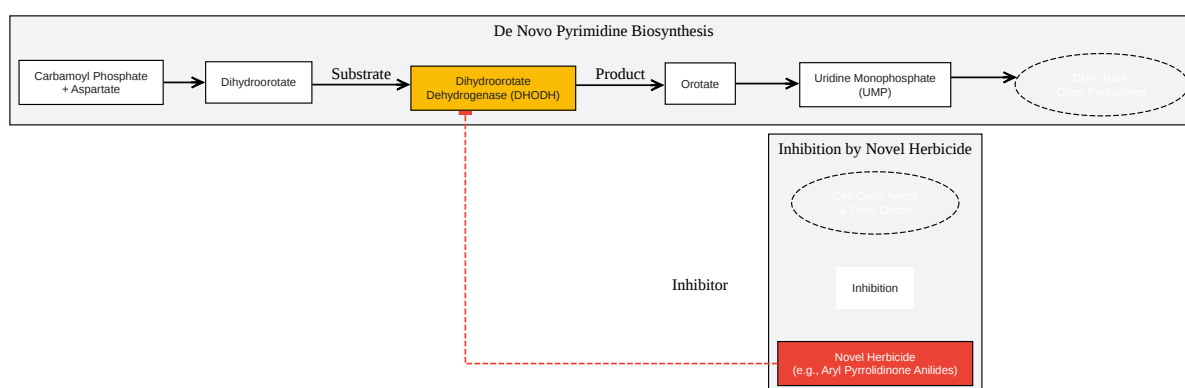 De Novo Pyrimidine Biosynthesis
Carbamoyl Phosphate
+ Aspartate
Dihydroorotate
Substrate
Dihydroorotate
Dehydrogenase (DHODH)
Product
Orotate
Uridine Monophosphate
(UMP)
DNA, RNA,
Other Pyrimidines
Inhibition by Novel Herbicide
Cell Cycle Arrest
& Plant Death
Inhibitor
Inhibition
Novel Herbicide
(e.g., Aryl Pyrrolidinone Anilides)